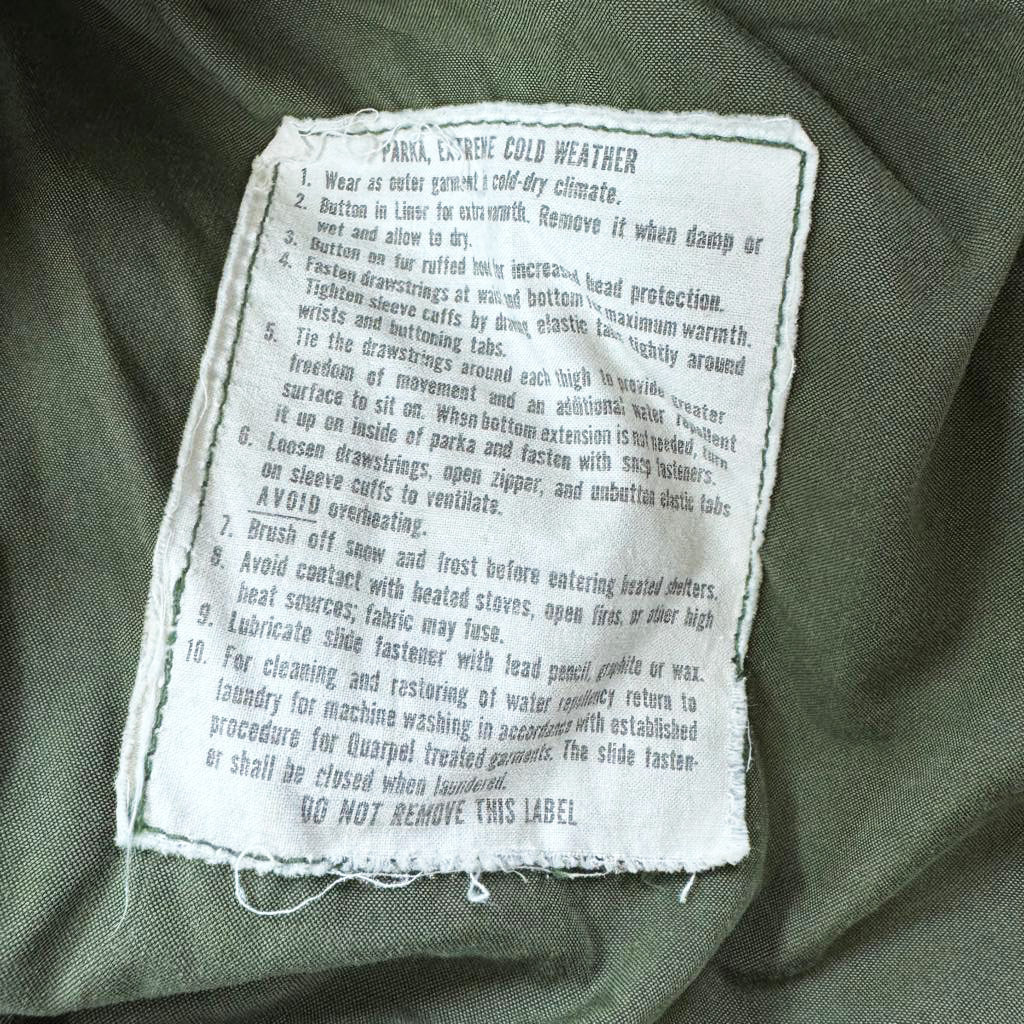 PARKA, EXTREME COLD WEATHER
1. Wear as outer garment cold-dry climate.
2. Button in Liner for extra warmth. Remove it when damp or
wet and allow to dry.
3. Button on fur ruffed increased head protection.
4. Fasten drawstrings at and bottom maximum warmth.
Tighten sleeve cuffs by elastic tabs tightly around
wrists and buttoning tabs.
5. Tie the drawstrings around each thigh to provide greater
freedom of movement and an additional water repellent
surface to sit on. When bottom extension is not needed, turn
it up on inside of parka and fasten with snap fasteners.
6. Loosen drawstrings, open zipper, and unbutton elastic tabs
on sleeve cuffs to ventilate.
AVOID overheating.
7. Brush off snow and frost before entering heated shelters.
8. Avoid contact with heated stoves, open fires, or other high
heat sources; fabric may fuse.
9. Lubricate slide fastener with lead pencil, graphite or wax.
10. For cleaning and restoring of water repellency return to
laundry for machine washing in accordance with established
procedure for Quarpel treated garments. The slide fasten-
er shall be closed when laundered.
DO NOT REMOVE THIS LABEL